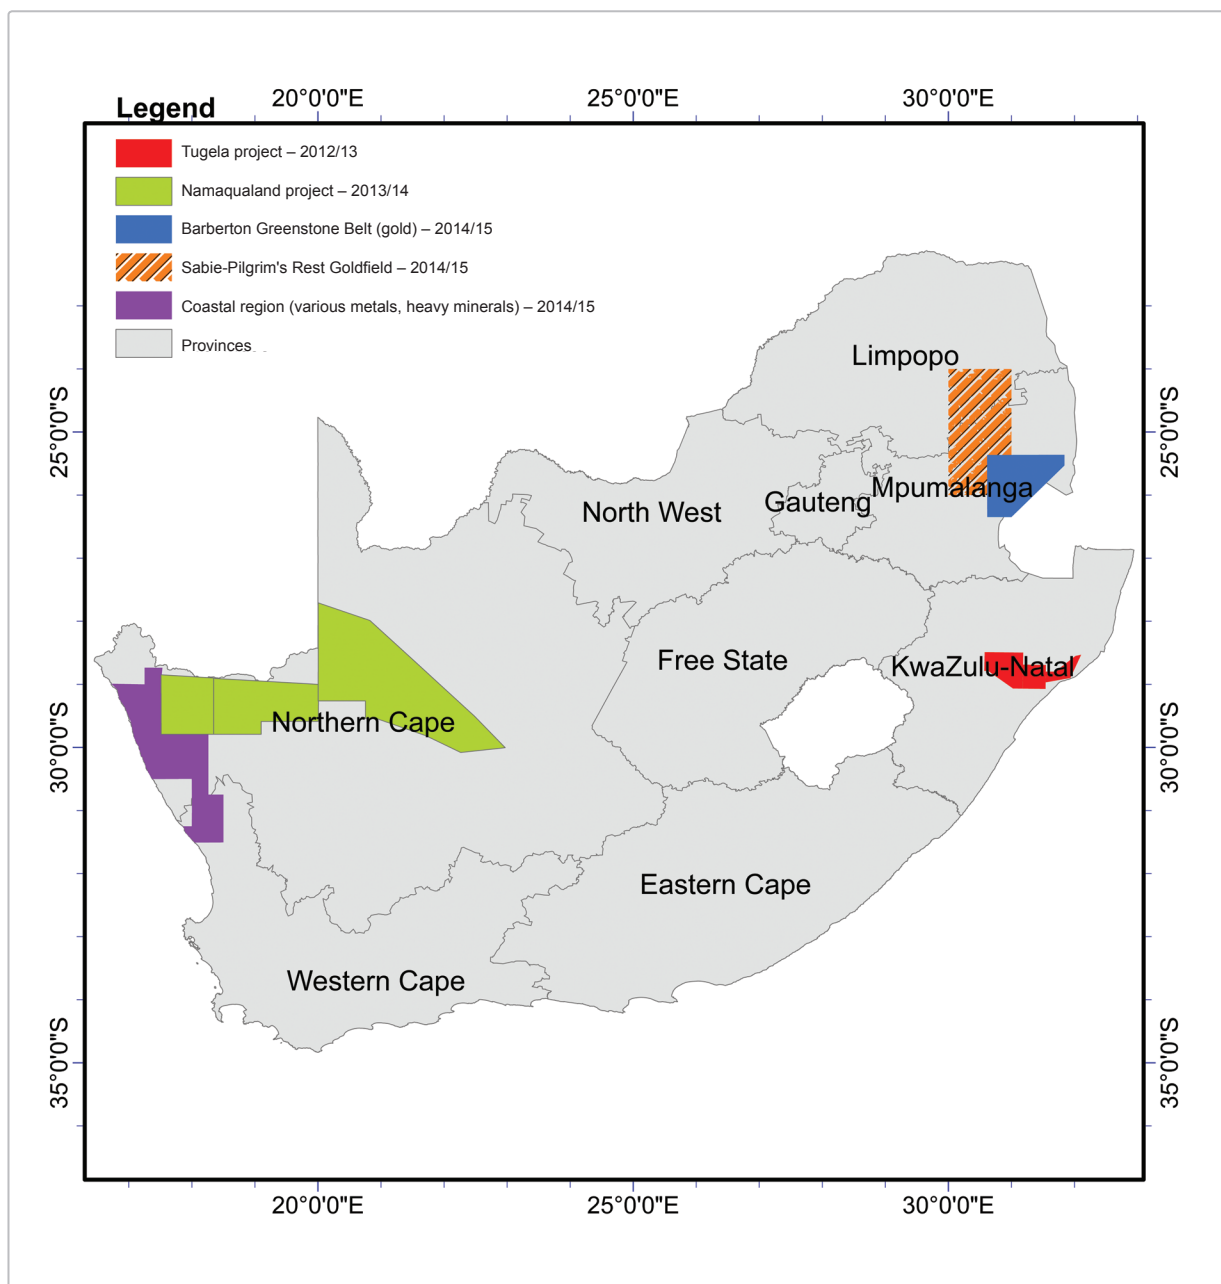 Legend
20°0'0"E 25°0'0"E 30°0'0"E
Tugela project – 2012/13
Namaqualand project – 2013/14
Barberton Greenstone Belt (gold) – 2014/15
Sabie-Pilgrim's Rest Goldfield – 2014/15
Coastal region (various metals, heavy minerals) – 2014/15
Provinces
Limpopo
25°0'0"S
25°0'0"S
Mpumalanga
Gauteng
North West
Free State
KwaZulu-Natal
Northern Cape
30°0'0"S
30°0'0"S
Eastern Cape
Western Cape
35°0'0"S
35°0'0"S
20°0'0"E 25°0'0"E 30°0'0"E